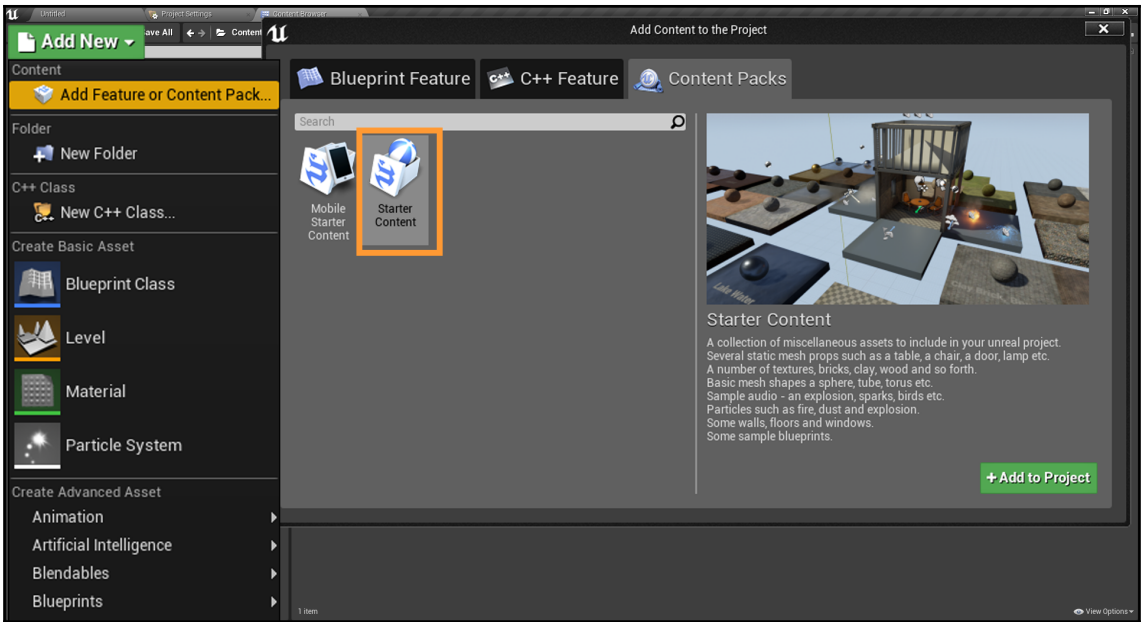 Untitled
Project Settings
Content Browser
Add New
ave All
Content
Add Content to the Project
Content
Add Feature or Content Pack...
Folder
New Folder
C++ Class
New C++ Class...
Create Basic Asset
Blueprint Class
Level
Material
Particle System
Create Advanced Asset
Animation
Artificial Intelligence
Blendables
Blueprints
Blueprint Feature
C++
C++ Feature
Content Packs
Search
Mobile
Starter
Content
Starter
Content
Lake Water
Starter Content
A collection of miscellaneous assets to include in your unreal project.
Several static mesh props such as a table, a chair, a door, lamp etc.
A number of textures, bricks, clay, wood and so forth.
Basic mesh shapes a sphere, tube, torus etc.
Sample audio - an explosion, sparks, birds etc.
Particles such as fire, dust and explosion.
Some walls, floors and windows.
Some sample blueprints.
+Add to Project
1 item
View Options